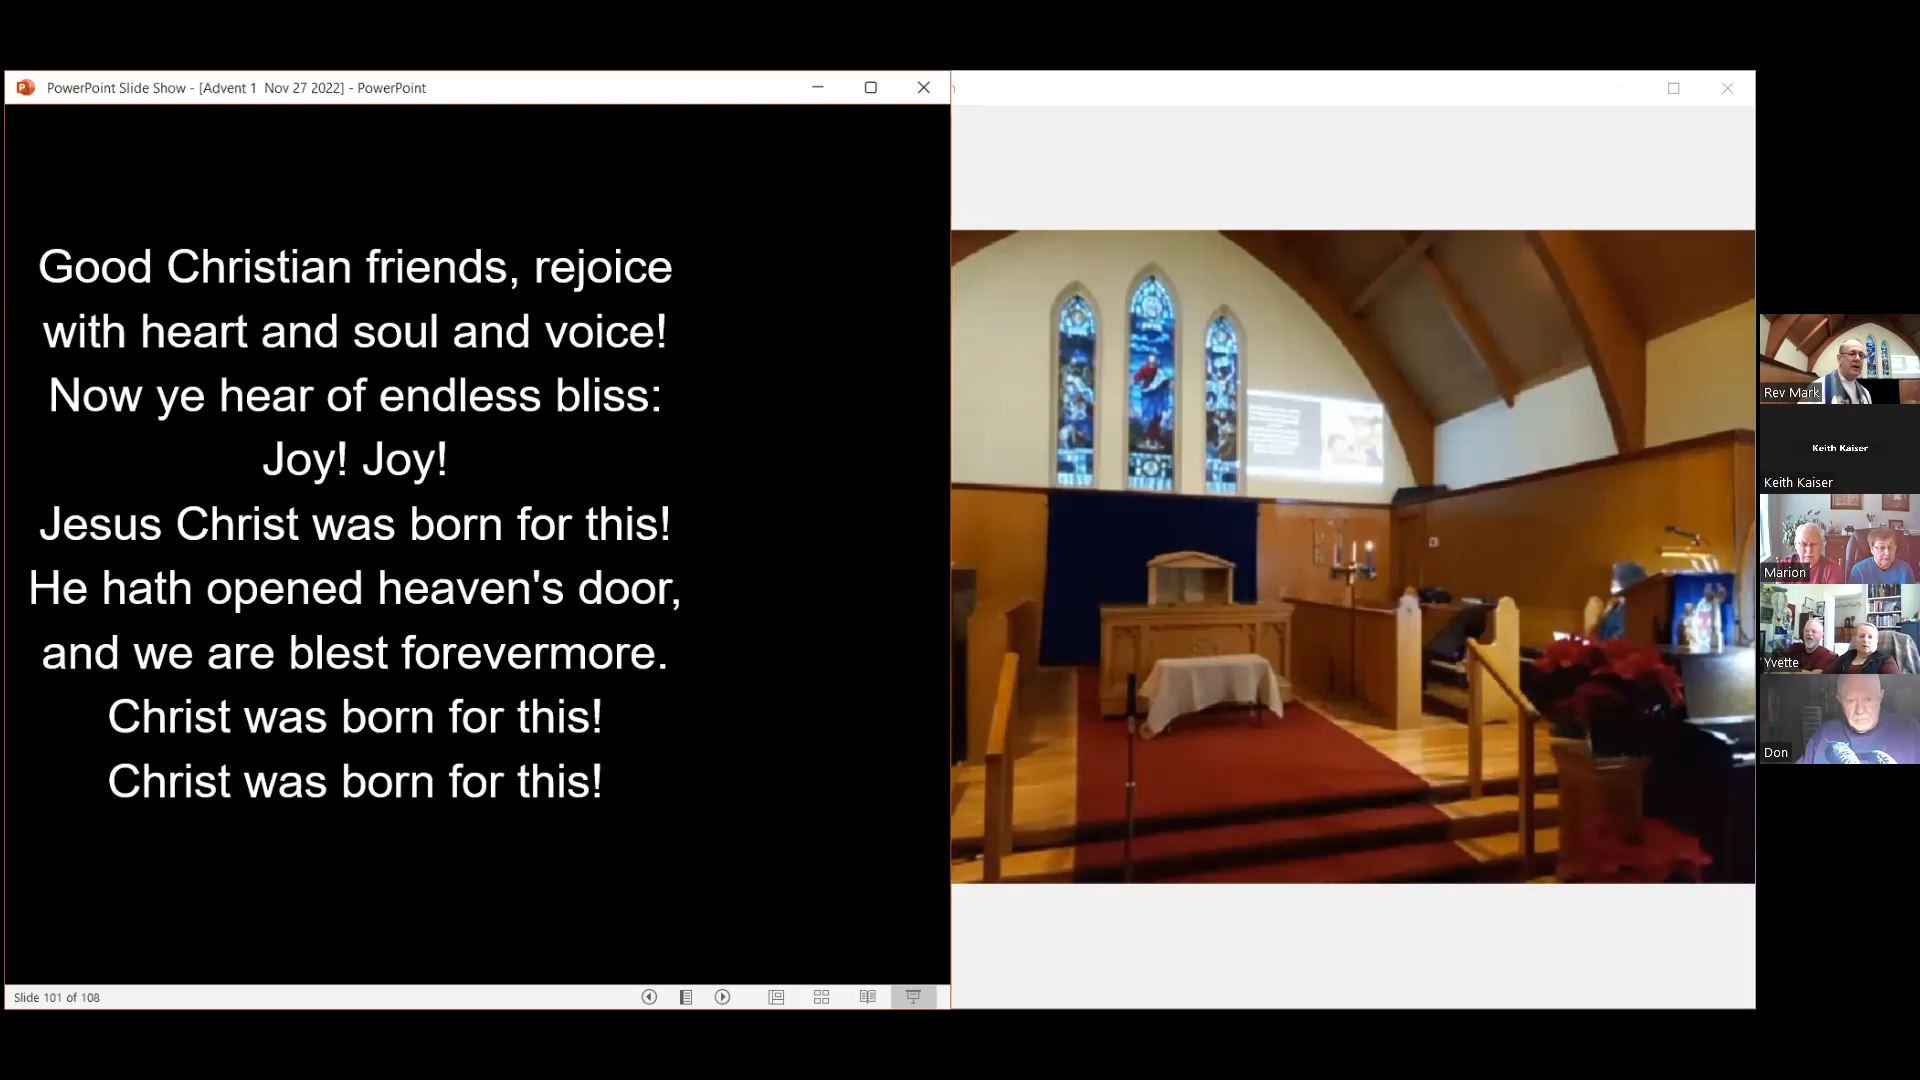 PowerPoint Slide Show - [Advent 1 Nov 27 2022] - PowerPoint
Good Christian friends, rejoice
with heart and soul and voice!
Now ye hear of endless bliss:
Joy! Joy!
Jesus Christ was born for this!
He hath opened heaven's door,
and we are blest forevermore.
Christ was born for this!
Christ was born for this!
Slide 101 of 108
Rev Mark
Keith Kaiser
Keith Kaiser
Marion
Yvette
Don